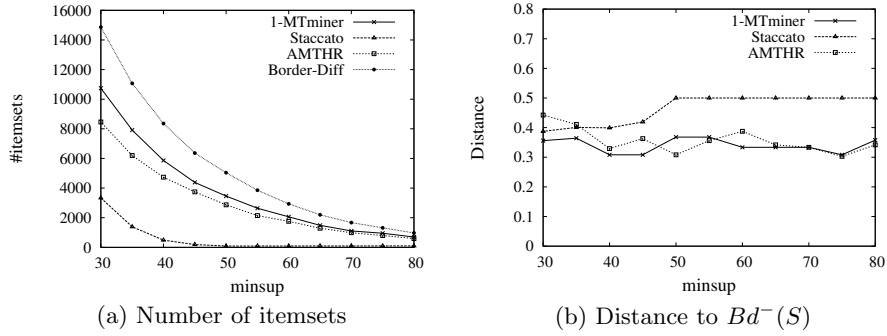 16000
14000
12000
10000
8000
6000
4000
2000
0
#itemsets
1-MTminer
Staccato
AMTHR
Border-Diff
30 40 50 60 70 80
minsup
(a) Number of itemsets
0.8
0.7
0.6
0.5
0.4
0.3
0.2
0.1
0
Distance
1-MTminer
Staccato
AMTHR
30 40 50 60 70 80
minsup
(b) Distance to Bd⁻(S)